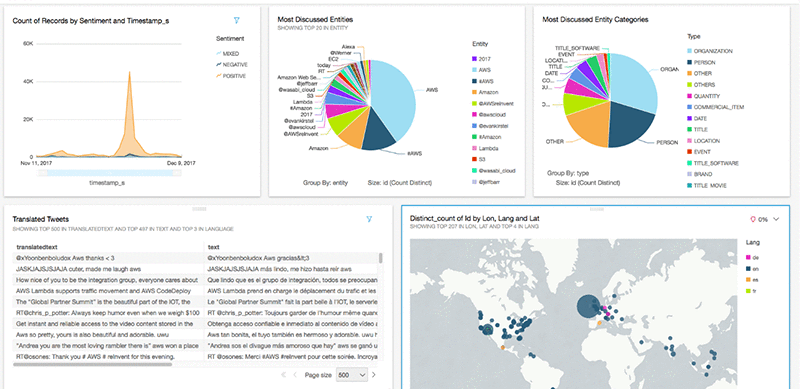 Count of Records by Sentiment and Timestamp_s
60K
40K
20K
0
Nov 11, 2017
Dec 9, 2017
timestamp_s
Sentiment
MIXED
NEGATIVE
POSITIVE
Most Discussed Entities
SHOWING TOP 20 IN ENTITY
Alexa
@Werner
EC2
today
RT
Amazon Web Se...
@jeffbarr
@wasabi_cloud
S3
Lambda
#Amazon
2017
@evankirstel
@awscloud
@AWSreInvent
Amazon
#AWS
AWS
Group By: entity
Size: id (Count Distinct)
Entity
2017
AWS
#AWS
Amazon
@AWSreInvent
@awscloud
@evankirstel
#Amazon
Lambda
S3
@wasabi_cloud
@jeffbarr
Most Discussed Entity Categories
TITLE_SOFTWARE
EVENT
LOCATI...
TITLE
DATE
CO...
...
O...
OTHER
PERSON
ORGAN
Group By: type
Size: id (Count Distinct)
Type
ORGANIZATION
PERSON
OTHER
OTHERS
QUANTITY
COMMERCIAL_ITEM
DATE
TITLE
LOCATION
EVENT
TITLE_SOFTWARE
BRAND
TITLE_MOVIE
Translated Tweets
SHOWING TOP 500 IN TRANSLATEDTEXT AND TOP 497 IN TEXT AND TOP 3 IN LANGUAGE
translatedtext text
@xYoonbenboludox Aws thanks < 3 @xYoonbenboludox Aws gracias&lt;3
JASKJAJSJSJAJA cuter, made me laugh aws JASKJAJSJSJAJA más lindo, me hizo hasta reír aws
How nice of you to be the integration group, everyone cares about Que lindo que es el grupo de integration, todos se preocupan
AWS Lambda supports traffic movement and AWS CodeDeploy AWS Lambda prend en charge le déplacement du trafic et les
The "Global Partner Summit" is the beautiful part of the IOT, the Le "Global Partner Summit" fait la part belle à l'IOT, le serverle
RT@chris_p_potter: Always keep humor even when we weigh $100 RT @chris_p_potter: Toujours garder de l'humour même quan
Get instant and reliable access to the video content stored in the Obtenga acceso confiable e inmediato al contenido de vídeo a
Aws so pretty, yours is also beautiful and adorable. uwu Aws tan bonita, el tuyo también es hermoso y adorable. uwu
"Andrea you are the most loving rambler there is" aws won a place "Andrea sos el divague más amoroso que hay" aws se ganó u
RT@osones: Thank you # AWS # reInvent for this evening. RT @osones: Merci #AWS #reInvent pour cette soirée. Incroya
Page size
500
Distinct_count of Id by Lon, Lang and Lat
SHOWING TOP 207 IN LON, LAT AND TOP 4 IN LANG
0%
Lang
de
en
es
fr